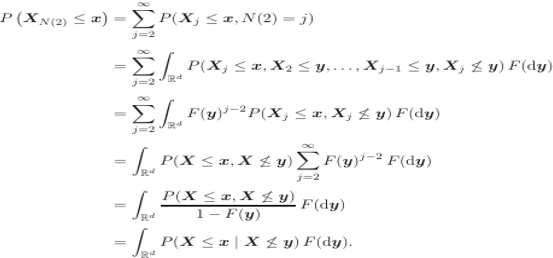 P(𝑿_{N(2)} ≤ 𝒙) = ∑_{j=2}^{∞} P(𝑿_j ≤ 𝒙, N(2) = j)
= ∑_{j=2}^{∞} ∫_{ℝ^d} P(𝑿_j ≤ 𝒙, 𝑿_2 ≤ 𝒚, …, 𝑿_{j−1} ≤ 𝒚, 𝑿_j ≰ 𝒚) F(d𝒚)
= ∑_{j=2}^{∞} ∫_{ℝ^d} F(𝒚)^{j−2} P(𝑿_j ≤ 𝒙, 𝑿_j ≰ 𝒚) F(d𝒚)
= ∫_{ℝ^d} P(𝑿 ≤ 𝒙, 𝑿 ≰ 𝒚) ∑_{j=2}^{∞} F(𝒚)^{j−2} F(d𝒚)
= ∫_{ℝ^d} \frac{P(𝑿 ≤ 𝒙, 𝑿 ≰ 𝒚)}{1 − F(𝒚)} F(d𝒚)
= ∫_{ℝ^d} P(𝑿 ≤ 𝒙 | 𝑿 ≰ 𝒚) F(d𝒚).